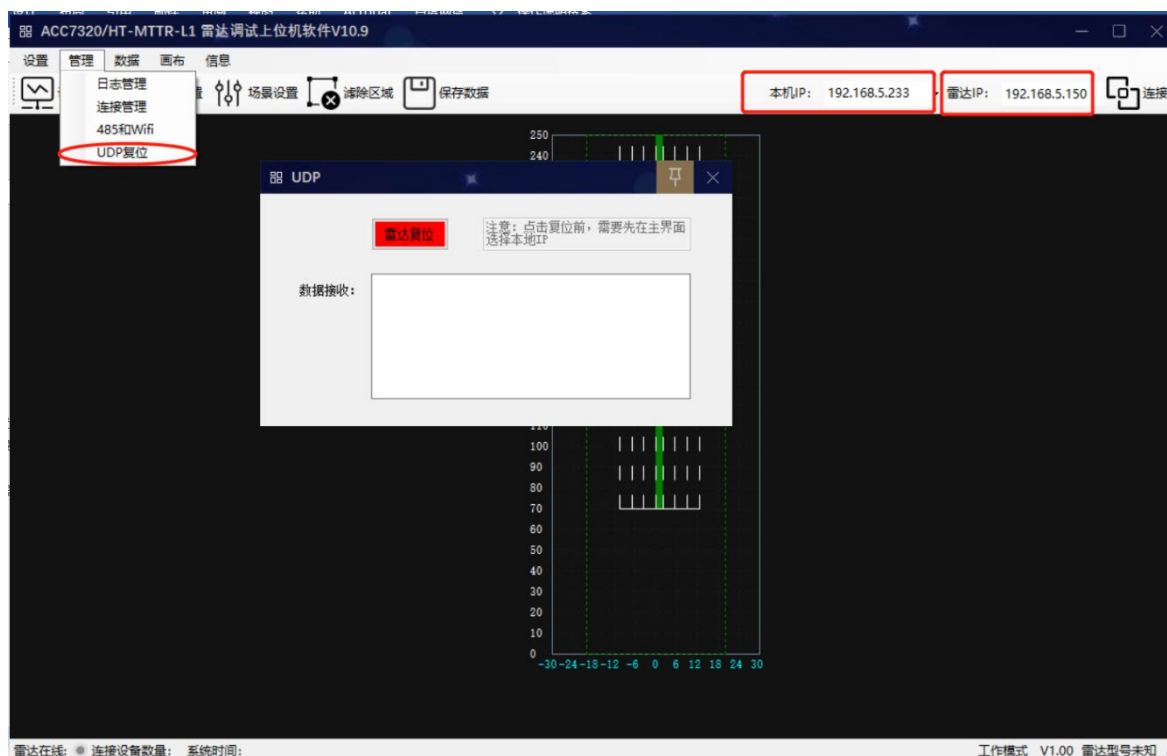 ACC7320/HT-MTTR-L1 雷达调试上位机软件V10.9
设置 管理 数据 画布 信息
日志管理
连接管理
485和Wifi
UDP复位
场景设置 滤除区域 保存数据 本机IP: 192.168.5.233 雷达IP: 192.168.5.150 连接
250
240
UDP
雷达复位
注意：点击复位前，需要先在主界面
选择本地IP
数据接收：
110
100
90
80
70
60
50
40
30
20
10
0
-30 -24 -18 -12 -6 0 6 12 18 24 30
雷达在线: 连接设备数量: 系统时间: 工作模式 V1.00 雷达型号未知